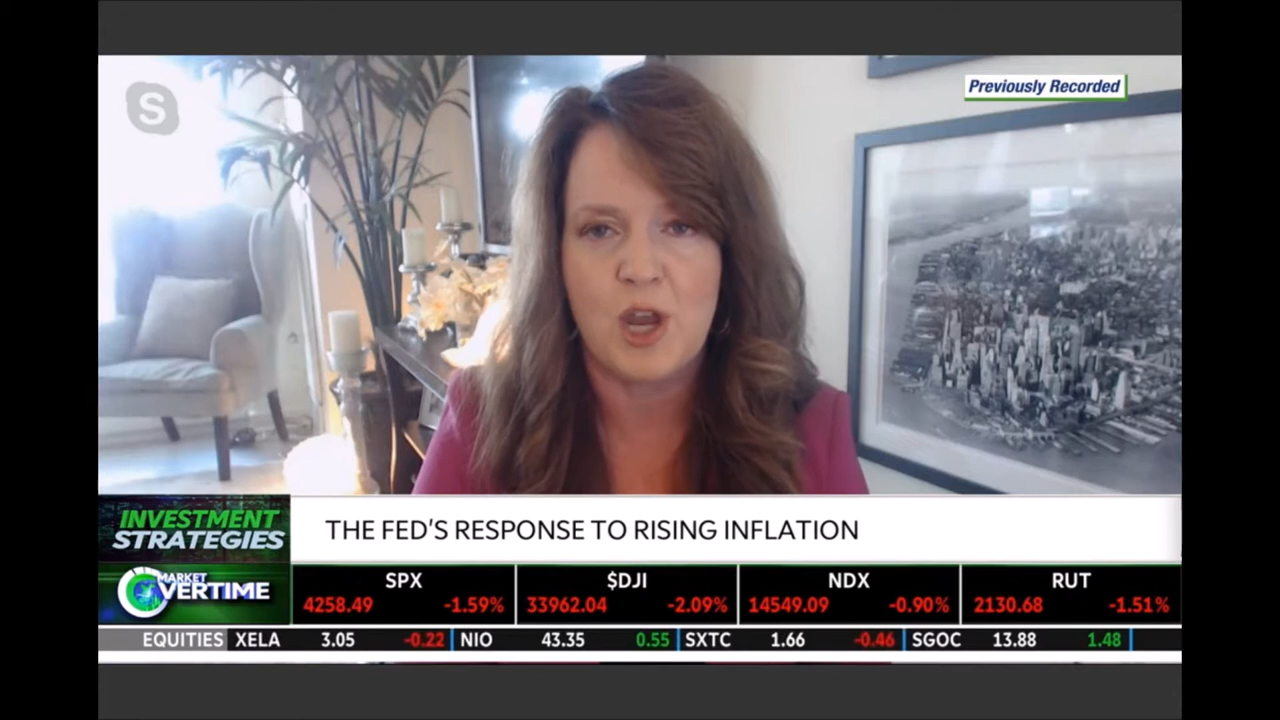 S
Previously Recorded
INVESTMENT
STRATEGIES
THE FED'S RESPONSE TO RISING INFLATION
MARKET
OVERTIME
SPX $DJI NDX RUT
4258.49 -1.59% 33962.04 -2.09% 14549.09 -0.90% 2130.68 -1.51%
EQUITIES XELA 3.05 -0.22 NIO 43.35 0.55 SXTC 1.66 -0.46 SGOC 13.88 1.48